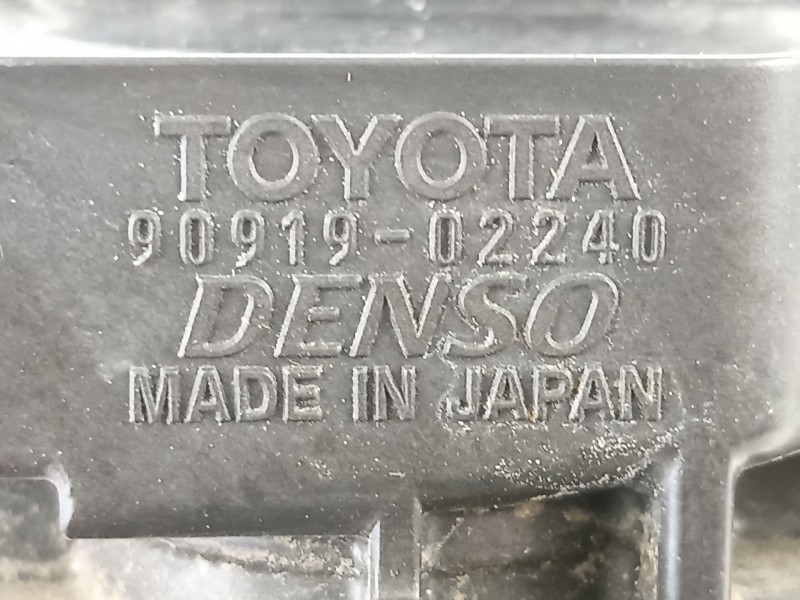 TOYOTA
90919-02240
DENSO
MADE IN JAPAN